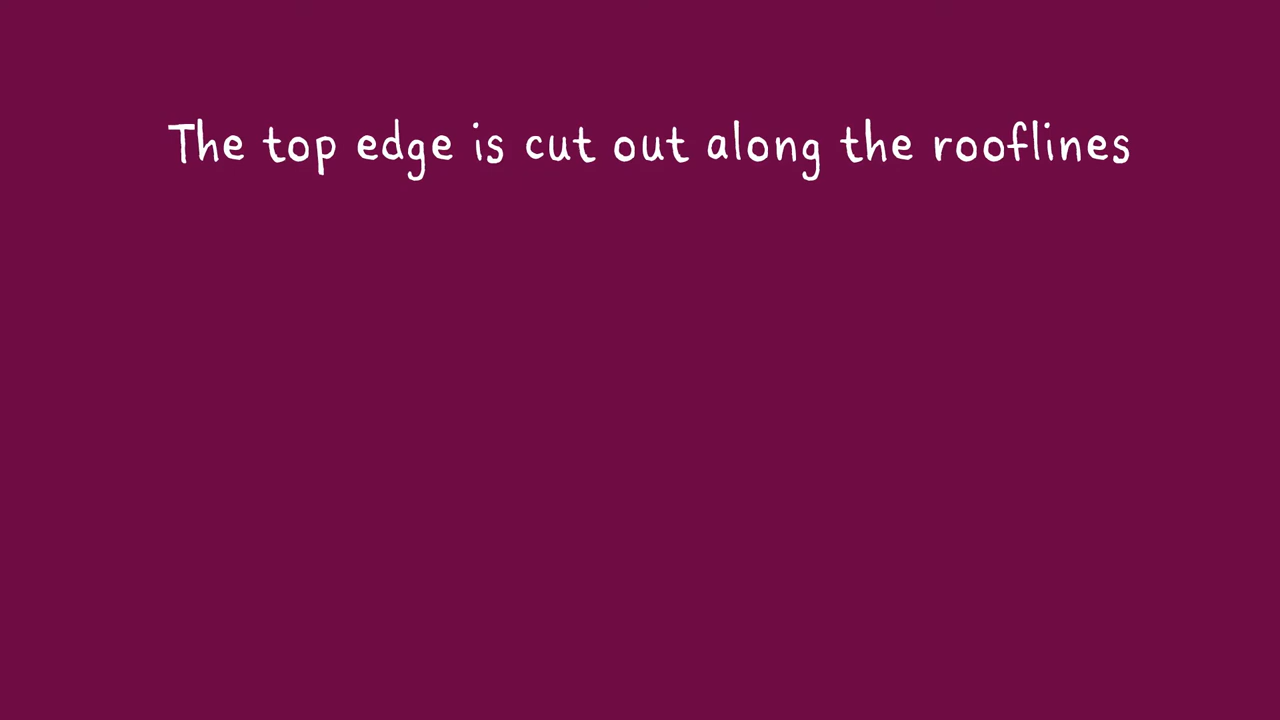 The top edge is cut out along the rooflines